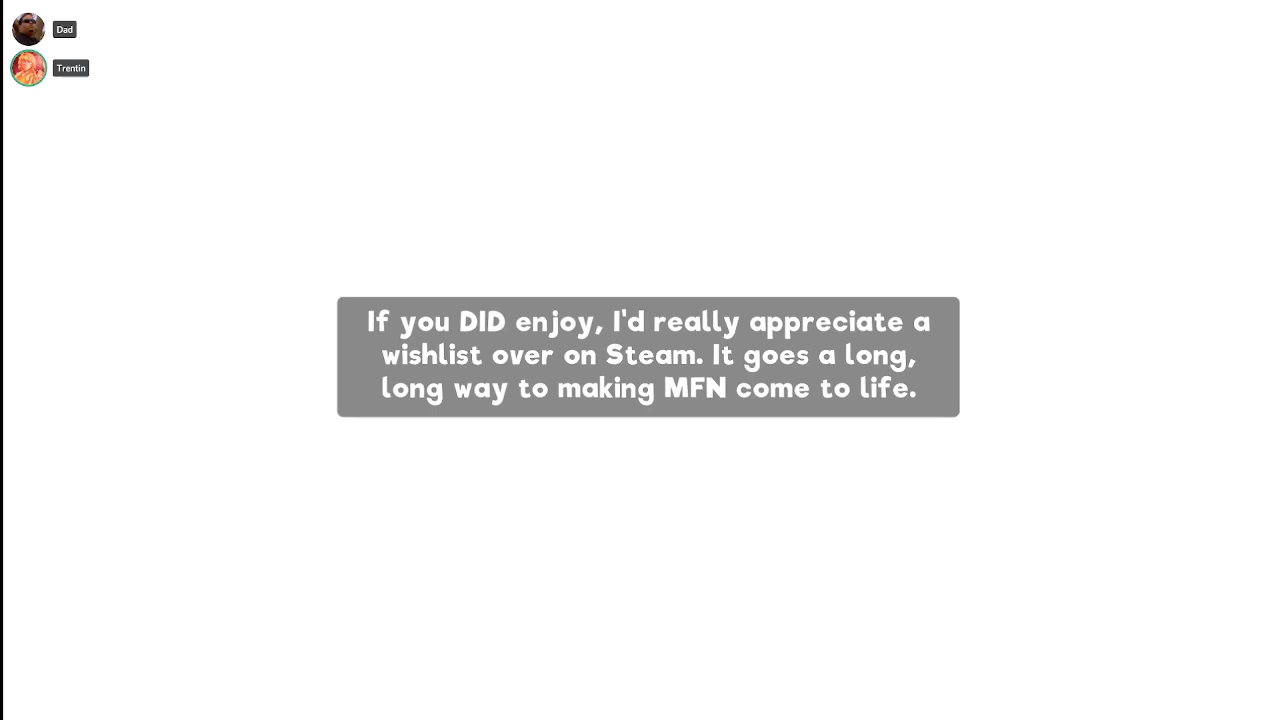 Dad
Trentin
If you DID enjoy, I'd really appreciate a
wishlist over on Steam. It goes a long,
long way to making MFN come to life.